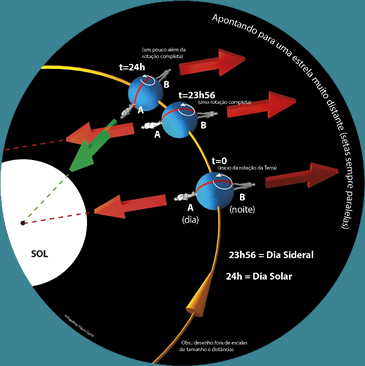 Apontando para uma estrela muito distante (setas sempre paralelas)
t=24h
(um pouco além da
rotação completa)
B
A
t=23h56
(uma rotação completa)
A
B
t=0
(início da rotação da Terra)
A
(dia)
B
(noite)
SOL
23h56 = Dia Sideral
24h = Dia Solar
Obs.: desenho fora de escalas
de tamanho e distâncias.